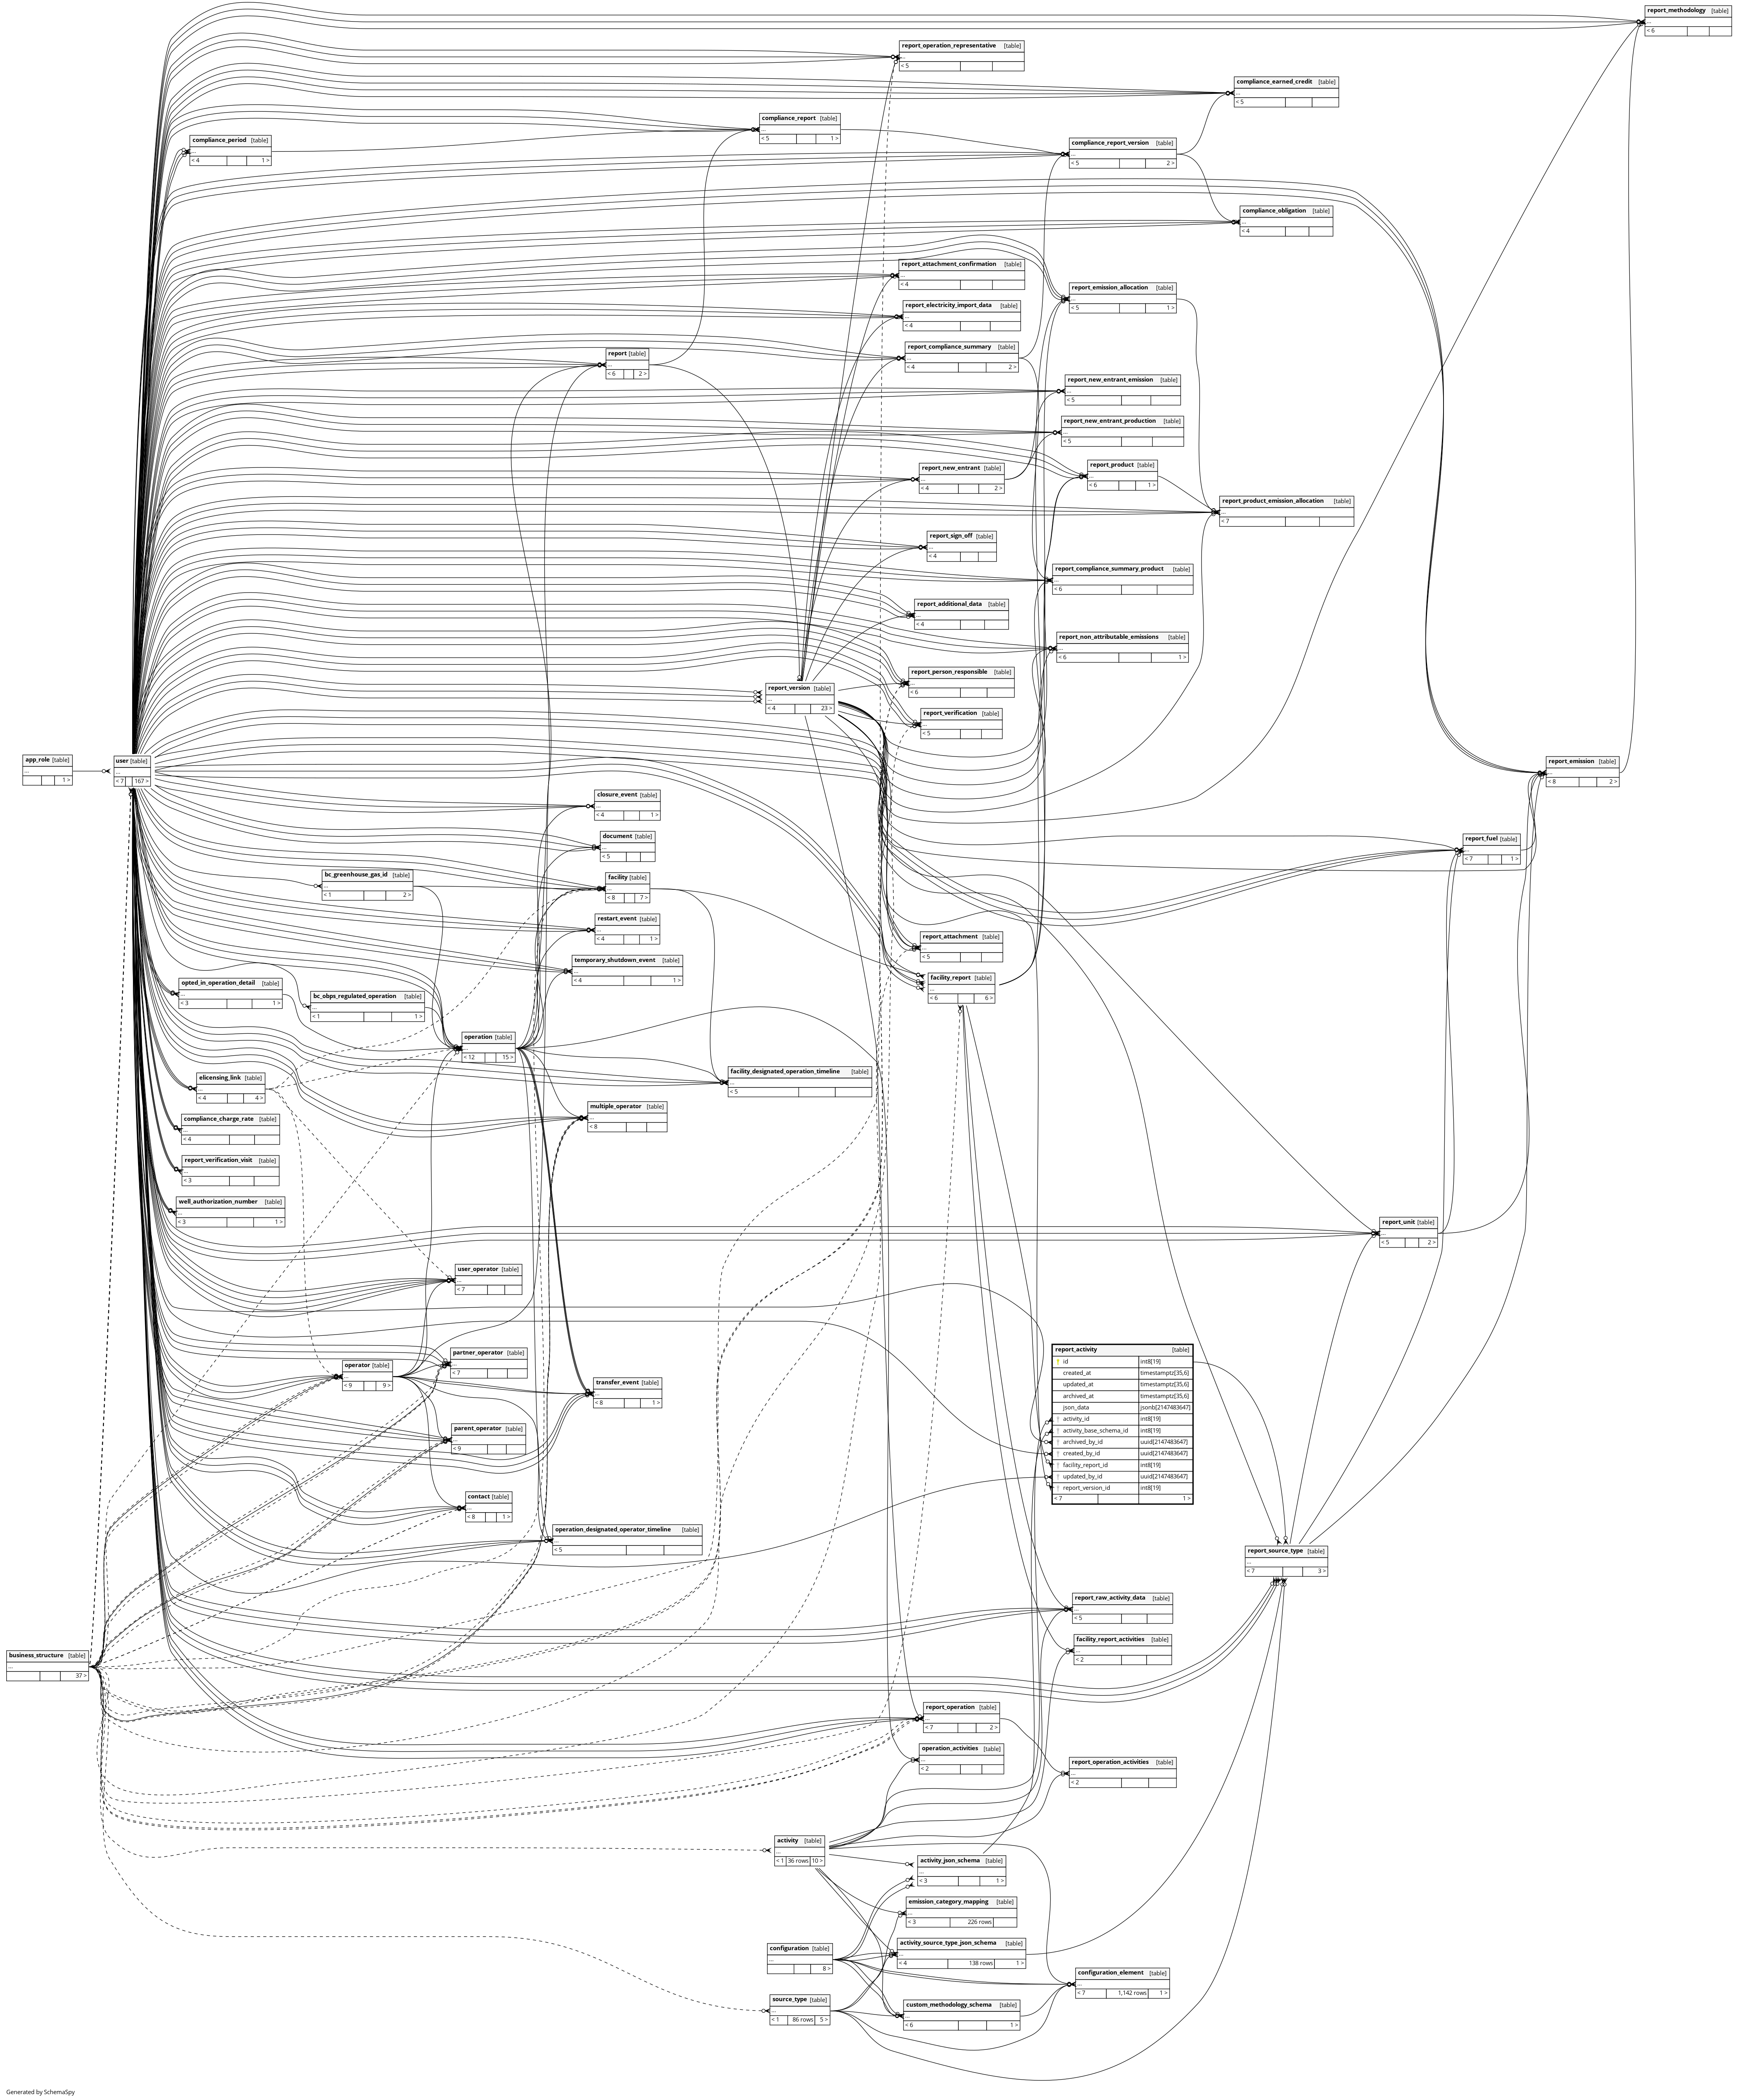 report_methodology [table]
...
< 6
report_operation_representative [table]
...
< 5
compliance_earned_credit [table]
...
< 5
compliance_report [table]
...
< 5 1 >
compliance_period [table]
...
< 4 1 >
compliance_report_version [table]
...
< 5 2 >
compliance_obligation [table]
...
< 4
report_attachment_confirmation [table]
...
< 4
report_emission_allocation [table]
...
< 5 1 >
report_electricity_import_data [table]
...
< 4
report_compliance_summary [table]
...
< 4 2 >
report [table]
...
< 6 2 >
report_new_entrant_emission [table]
...
< 5
report_new_entrant_production [table]
...
< 5
report_product [table]
...
< 6 1 >
report_new_entrant [table]
...
< 4 2 >
report_product_emission_allocation [table]
...
< 7
report_sign_off [table]
...
< 4
report_compliance_summary_product [table]
...
< 6
report_additional_data [table]
...
< 4
report_non_attributable_emissions [table]
...
< 6 1 >
report_person_responsible [table]
...
< 6
report_version [table]
...
< 4 23 >
report_verification [table]
...
< 5
app_role [table]
...
1 >
user [table]
...
< 7 167 >
report_emission [table]
...
< 8 2 >
closure_event [table]
...
< 4 1 >
document [table]
...
< 5
report_fuel [table]
...
< 7 1 >
bc_greenhouse_gas_id [table]
...
< 1 2 >
facility [table]
...
< 8 7 >
restart_event [table]
...
< 4 1 >
report_attachment [table]
...
< 5
temporary_shutdown_event [table]
...
< 4 1 >
facility_report [table]
...
< 6 6 >
opted_in_operation_detail [table]
...
< 3 1 >
bc_obps_regulated_operation [table]
...
< 1 1 >
operation [table]
...
< 12 15 >
facility_designated_operation_timeline [table]
...
< 5
elicensing_link [table]
...
< 4 4 >
multiple_operator [table]
...
< 8
compliance_charge_rate [table]
...
< 4
report_verification_visit [table]
...
< 3
well_authorization_number [table]
...
< 3 1 >
report_unit [table]
...
< 5 2 >
user_operator [table]
...
< 7
report_activity [table]
id int8[19]
created_at timestamptz[35,6]
updated_at timestamptz[35,6]
archived_at timestamptz[35,6]
json_data jsonb[2147483647]
activity_id int8[19]
activity_base_schema_id int8[19]
archived_by_id uuid[2147483647]
created_by_id uuid[2147483647]
facility_report_id int8[19]
updated_by_id uuid[2147483647]
report_version_id int8[19]
< 7 1 >
partner_operator [table]
...
< 7
operator [table]
...
< 9 9 >
transfer_event [table]
...
< 8 1 >
parent_operator [table]
...
< 9
contact [table]
...
< 8 1 >
operation_designated_operator_timeline [table]
...
< 5
report_source_type [table]
...
< 7 3 >
report_raw_activity_data [table]
...
< 5
facility_report_activities [table]
...
< 2
business_structure [table]
...
37 >
report_operation [table]
...
< 7 2 >
operation_activities [table]
...
< 2
report_operation_activities [table]
...
< 2
activity [table]
...
< 1 36 rows 10 >
activity_json_schema [table]
...
< 3 1 >
emission_category_mapping [table]
...
< 3 226 rows
activity_source_type_json_schema [table]
...
< 4 138 rows 1 >
configuration [table]
...
8 >
configuration_element [table]
...
< 7 1,142 rows 1 >
source_type [table]
...
< 1 86 rows 5 >
custom_methodology_schema [table]
...
< 6 1 >
Generated by SchemaSpy